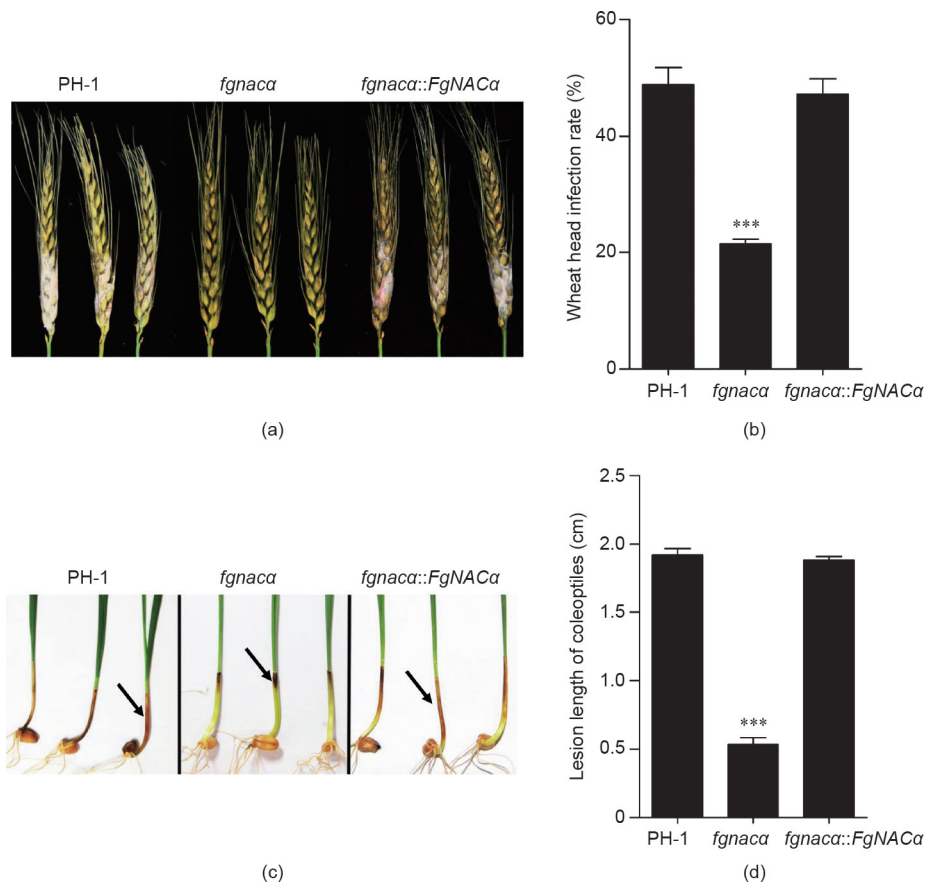 PH-1 fgnacα fgnacα::FgNACα
(a)
Wheat head infection rate (%)
60
40
20
0
***
PH-1 fgnacα fgnacα::FgNACα
(b)
PH-1 fgnacα fgnacα::FgNACα
(c)
Lesion length of coleoptiles (cm)
2.5
2.0
1.5
1.0
0.5
0
***
PH-1 fgnacα fgnacα::FgNACα
(d)